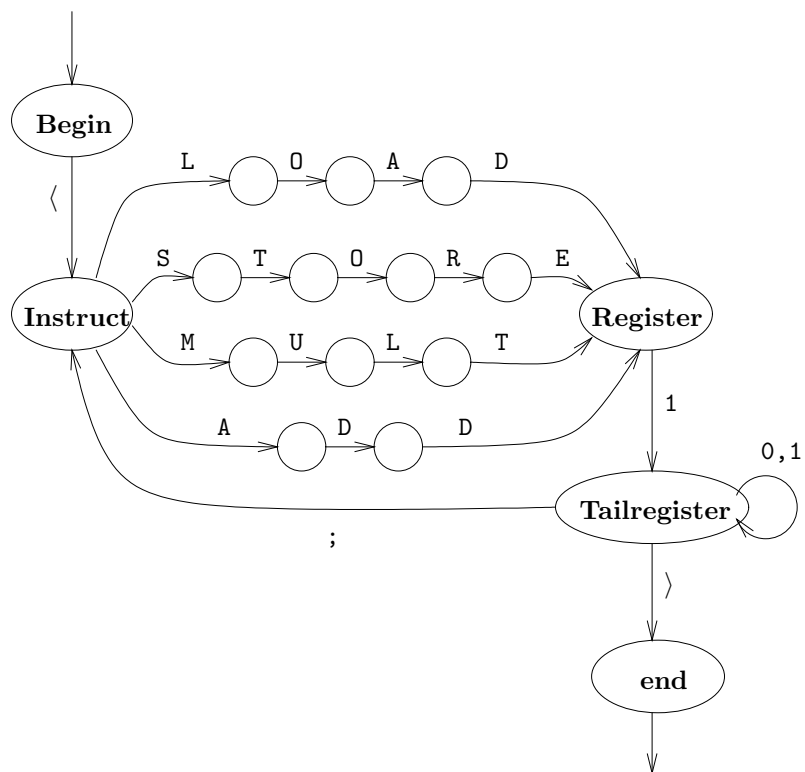 Begin
L O A D
⟨
S T O R E
Instruct
Register
M U L T
1
A D D
0,1
Tailregister
;
⟩
end